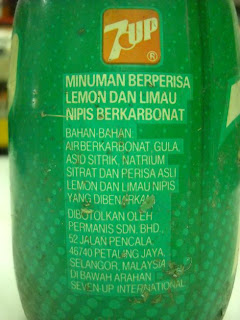 7UP®
MINUMAN BERPERISA
LEMON DAN LIMAU
NIPIS BERKARBONAT
BAHAN-BAHAN:
AIRBERKARBONAT, GULA,
ASID SITRIK, NATRIUM
SITRAT DAN PERISA ASLI
LEMON DAN LIMAU NIPIS
YANG DIBENARKAN
DIBOTOLKAN OLEH
PERMANIS SDN. BHD.,
52 JALAN PENCALA,
46740 PETALING JAYA,
SELANGOR, MALAYSIA
DI BAWAH ARAHAN
SEVEN-UP INTERNATIONAL